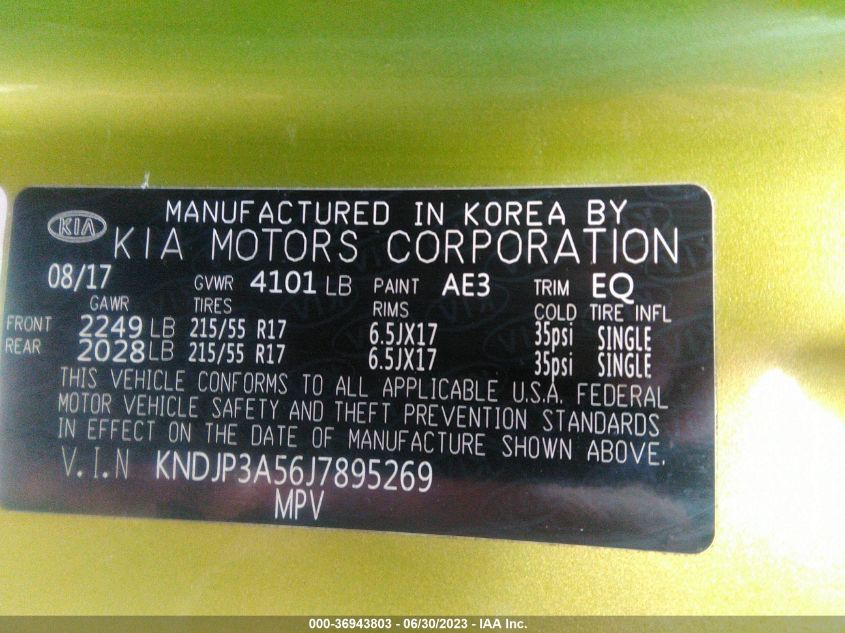 KIA
MANUFACTURED IN KOREA BY
KIA MOTORS CORPORATION
08/17 GVWR 4101 LB PAINT AE3 TRIM EQ
GAWR TIRES RIMS COLD TIRE INFL
FRONT 2249 LB 215/55 R17 6.5JX17 35psi SINGLE
REAR 2028 LB 215/55 R17 6.5JX17 35psi SINGLE
THIS VEHICLE CONFORMS TO ALL APPLICABLE U.S.A. FEDERAL
MOTOR VEHICLE SAFETY AND THEFT PREVENTION STANDARDS
IN EFFECT ON THE DATE OF MANUFACTURE SHOWN ABOVE.
V.I.N KNDJP3A56J7895269
MPV
000-36943803 - 06/30/2023 - IAA Inc.